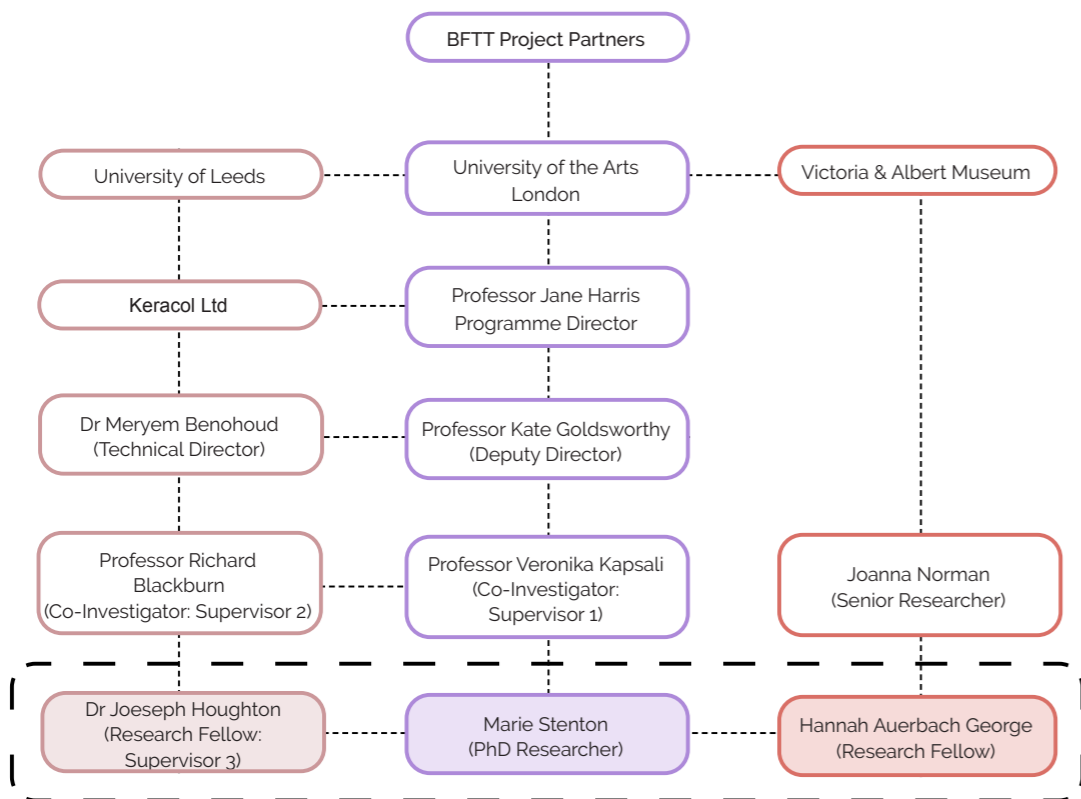 BFTT Project Partners
University of Leeds
University of the Arts
London
Victoria & Albert Museum
Keracol Ltd
Professor Jane Harris
Programme Director
Dr Meryem Benohoud
(Technical Director)
Professor Kate Goldsworthy
(Deputy Director)
Professor Richard
Blackburn
(Co-Investigator: Supervisor 2)
Professor Veronika Kapsali
(Co-Investigator:
Supervisor 1)
Joanna Norman
(Senior Researcher)
Dr Joeseph Houghton
(Research Fellow:
Supervisor 3)
Marie Stenton
(PhD Researcher)
Hannah Auerbach George
(Research Fellow)